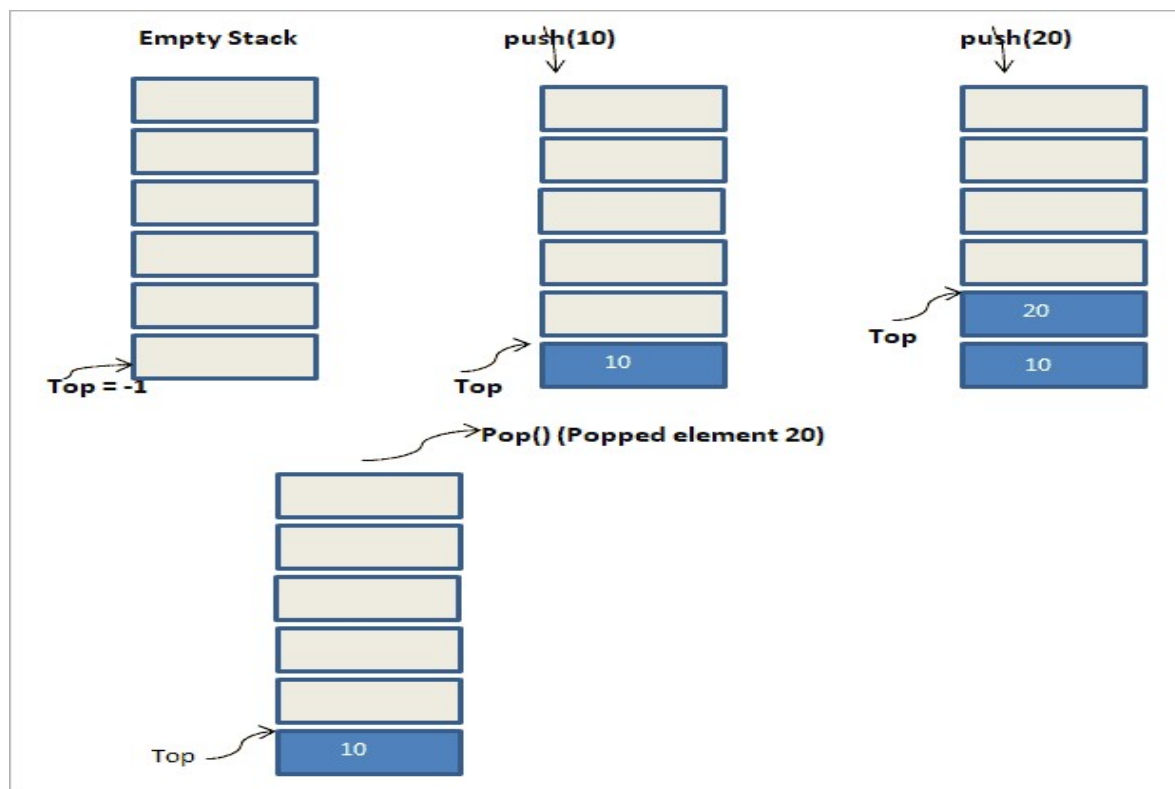 Empty Stack
push(10)
push(20)
Top = -1
Top
10
Top
20
10
Pop() (Popped element 20)
Top
10